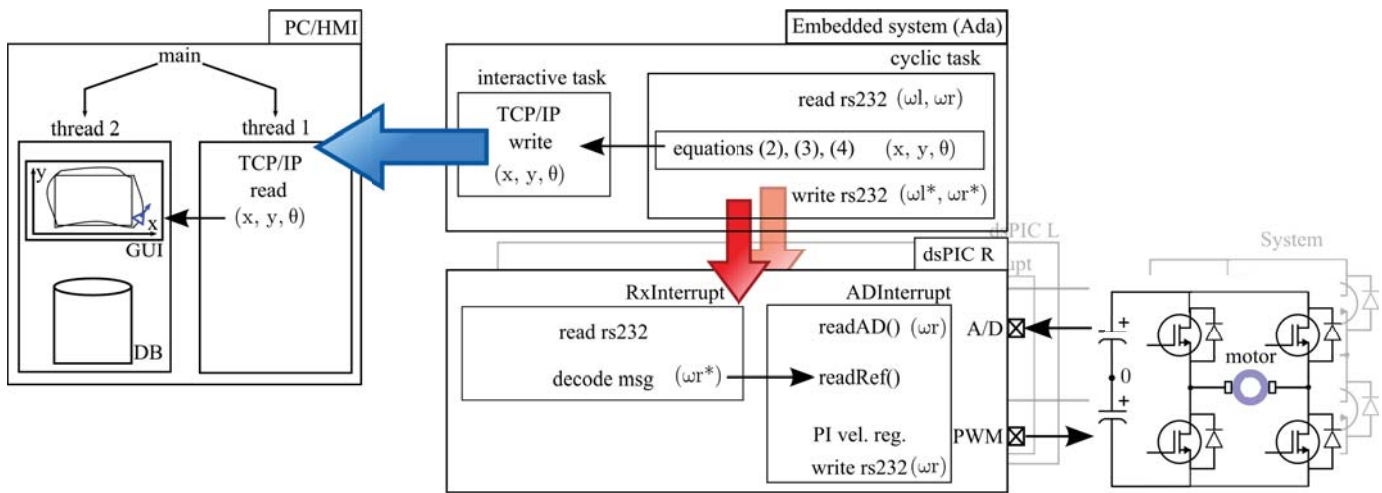 PC/HMI
main
thread 2
thread 1
y
x
GUI
DB
TCP/IP
read
(x, y, θ)
Embedded system (Ada)
interactive task
TCP/IP
write
(x, y, θ)
cyclic task
read rs232 (ωl, ωr)
equations (2), (3), (4) (x, y, θ)
write rs232 (ωl*, ωr*)
dsPIC L
upt
dsPIC R
RxInterrupt
read rs232
decode msg (ωr*)
ADInterrupt
readAD() (ωr)
readRef()
PI vel. reg.
write rs232 (ωr)
A/D
PWM
System
+
0
+
motor